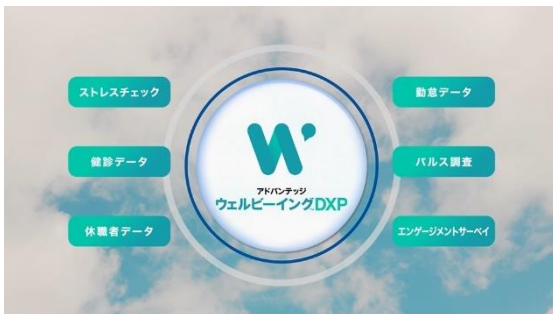 ストレスチェック
健診データ
休職者データ
アドバンテッジ
ウェルビーイングDXP
勤怠データ
パルス調査
エンゲージメントサーベイ